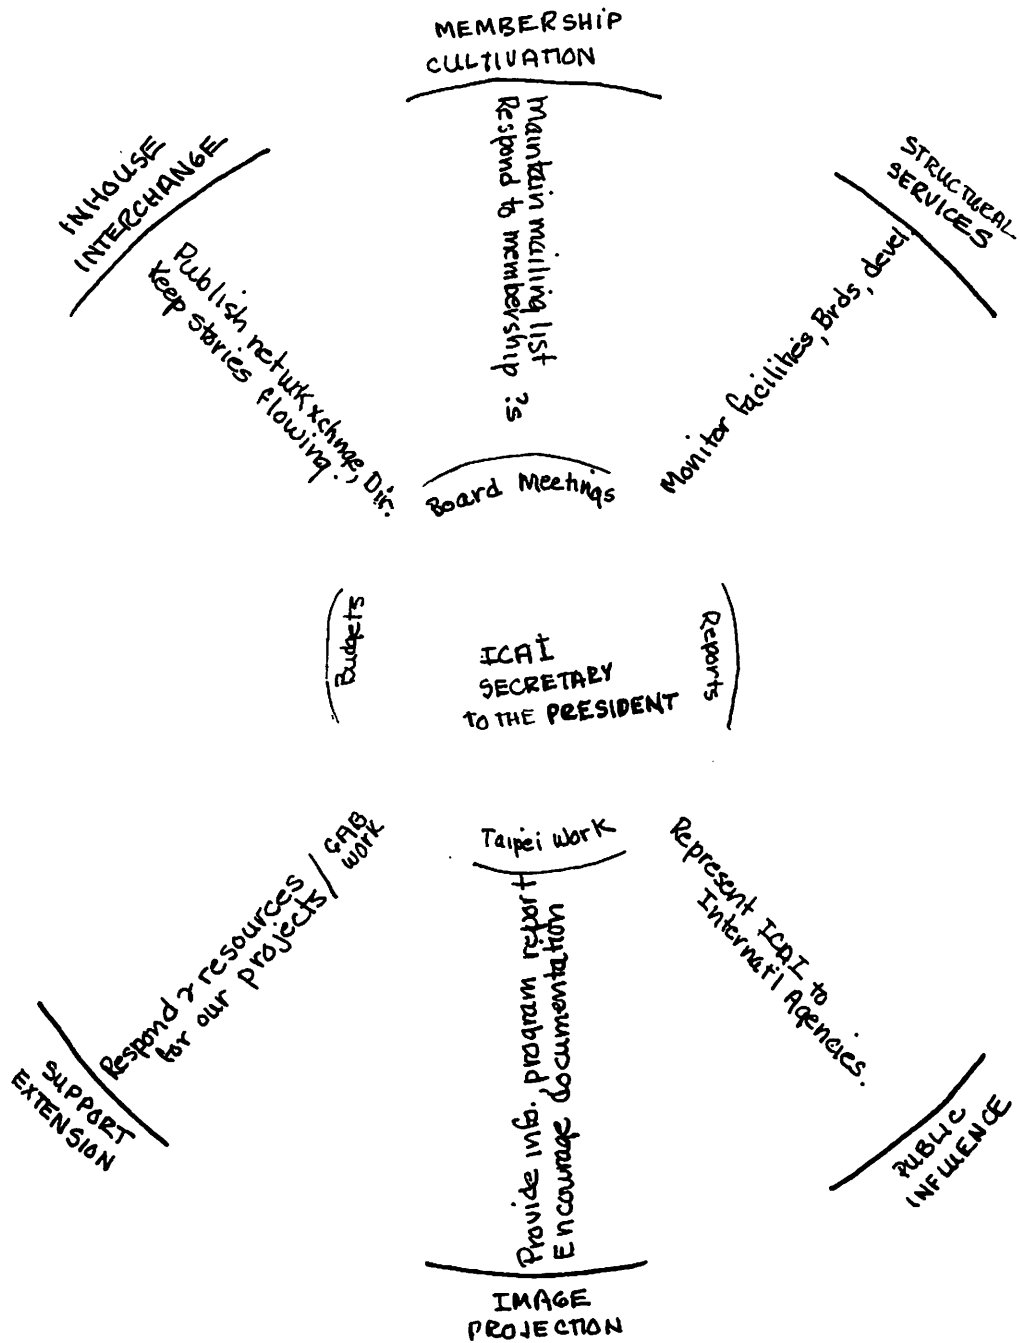 MEMBERSHIP
CULTIVATION
Maintain mailing list
Respond to membership ?s
INHOUSE
INTERCHANGE
Publish netwk xchnge, Dir.
Keep stories flowing.
STRUCTURAL
SERVICES
Monitor facilities, Brds, devel.
Board Meetings
Budgets
ICAI
SECRETARY
TO THE PRESIDENT
Reports
Taipei Work
GAB
WORK
Respond 2 resources
for our projects
SUPPORT
EXTENSION
Provide info. program report
Encourage documentation
IMAGE
PROJECTION
Represent ICAI to
Internat'l Agencies.
PUBLIC
INFLUENCE